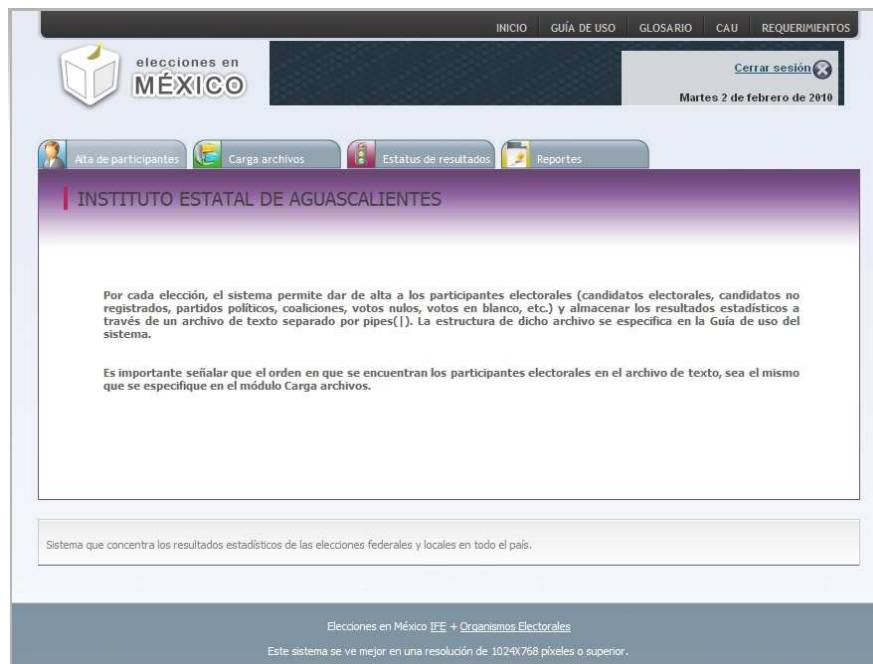 INICIO GUÍA DE USO GLOSARIO CAU REQUERIMIENTOS
elecciones en
MÉXICO
Cerrar sesión
Martes 2 de febrero de 2010
Alta de participantes Carga archivos Estatus de resultados Reportes
INSTITUTO ESTATAL DE AGUASCALIENTES
Por cada elección, el sistema permite dar de alta a los participantes electorales (candidatos electorales, candidatos no
registrados, partidos políticos, coaliciones, votos nulos, votos en blanco, etc.) y almacenar los resultados estadísticos a
través de un archivo de texto separado por pipes(|). La estructura de dicho archivo se especifica en la Guía de uso del
sistema.
Es importante señalar que el orden en que se encuentran los participantes electorales en el archivo de texto, sea el mismo
que se especifique en el módulo Carga archivos.
Sistema que concentra los resultados estadísticos de las elecciones federales y locales en todo el país.
Elecciones en México IFE + Organismos Electorales
Este sistema se ve mejor en una resolución de 1024X768 píxeles o superior.